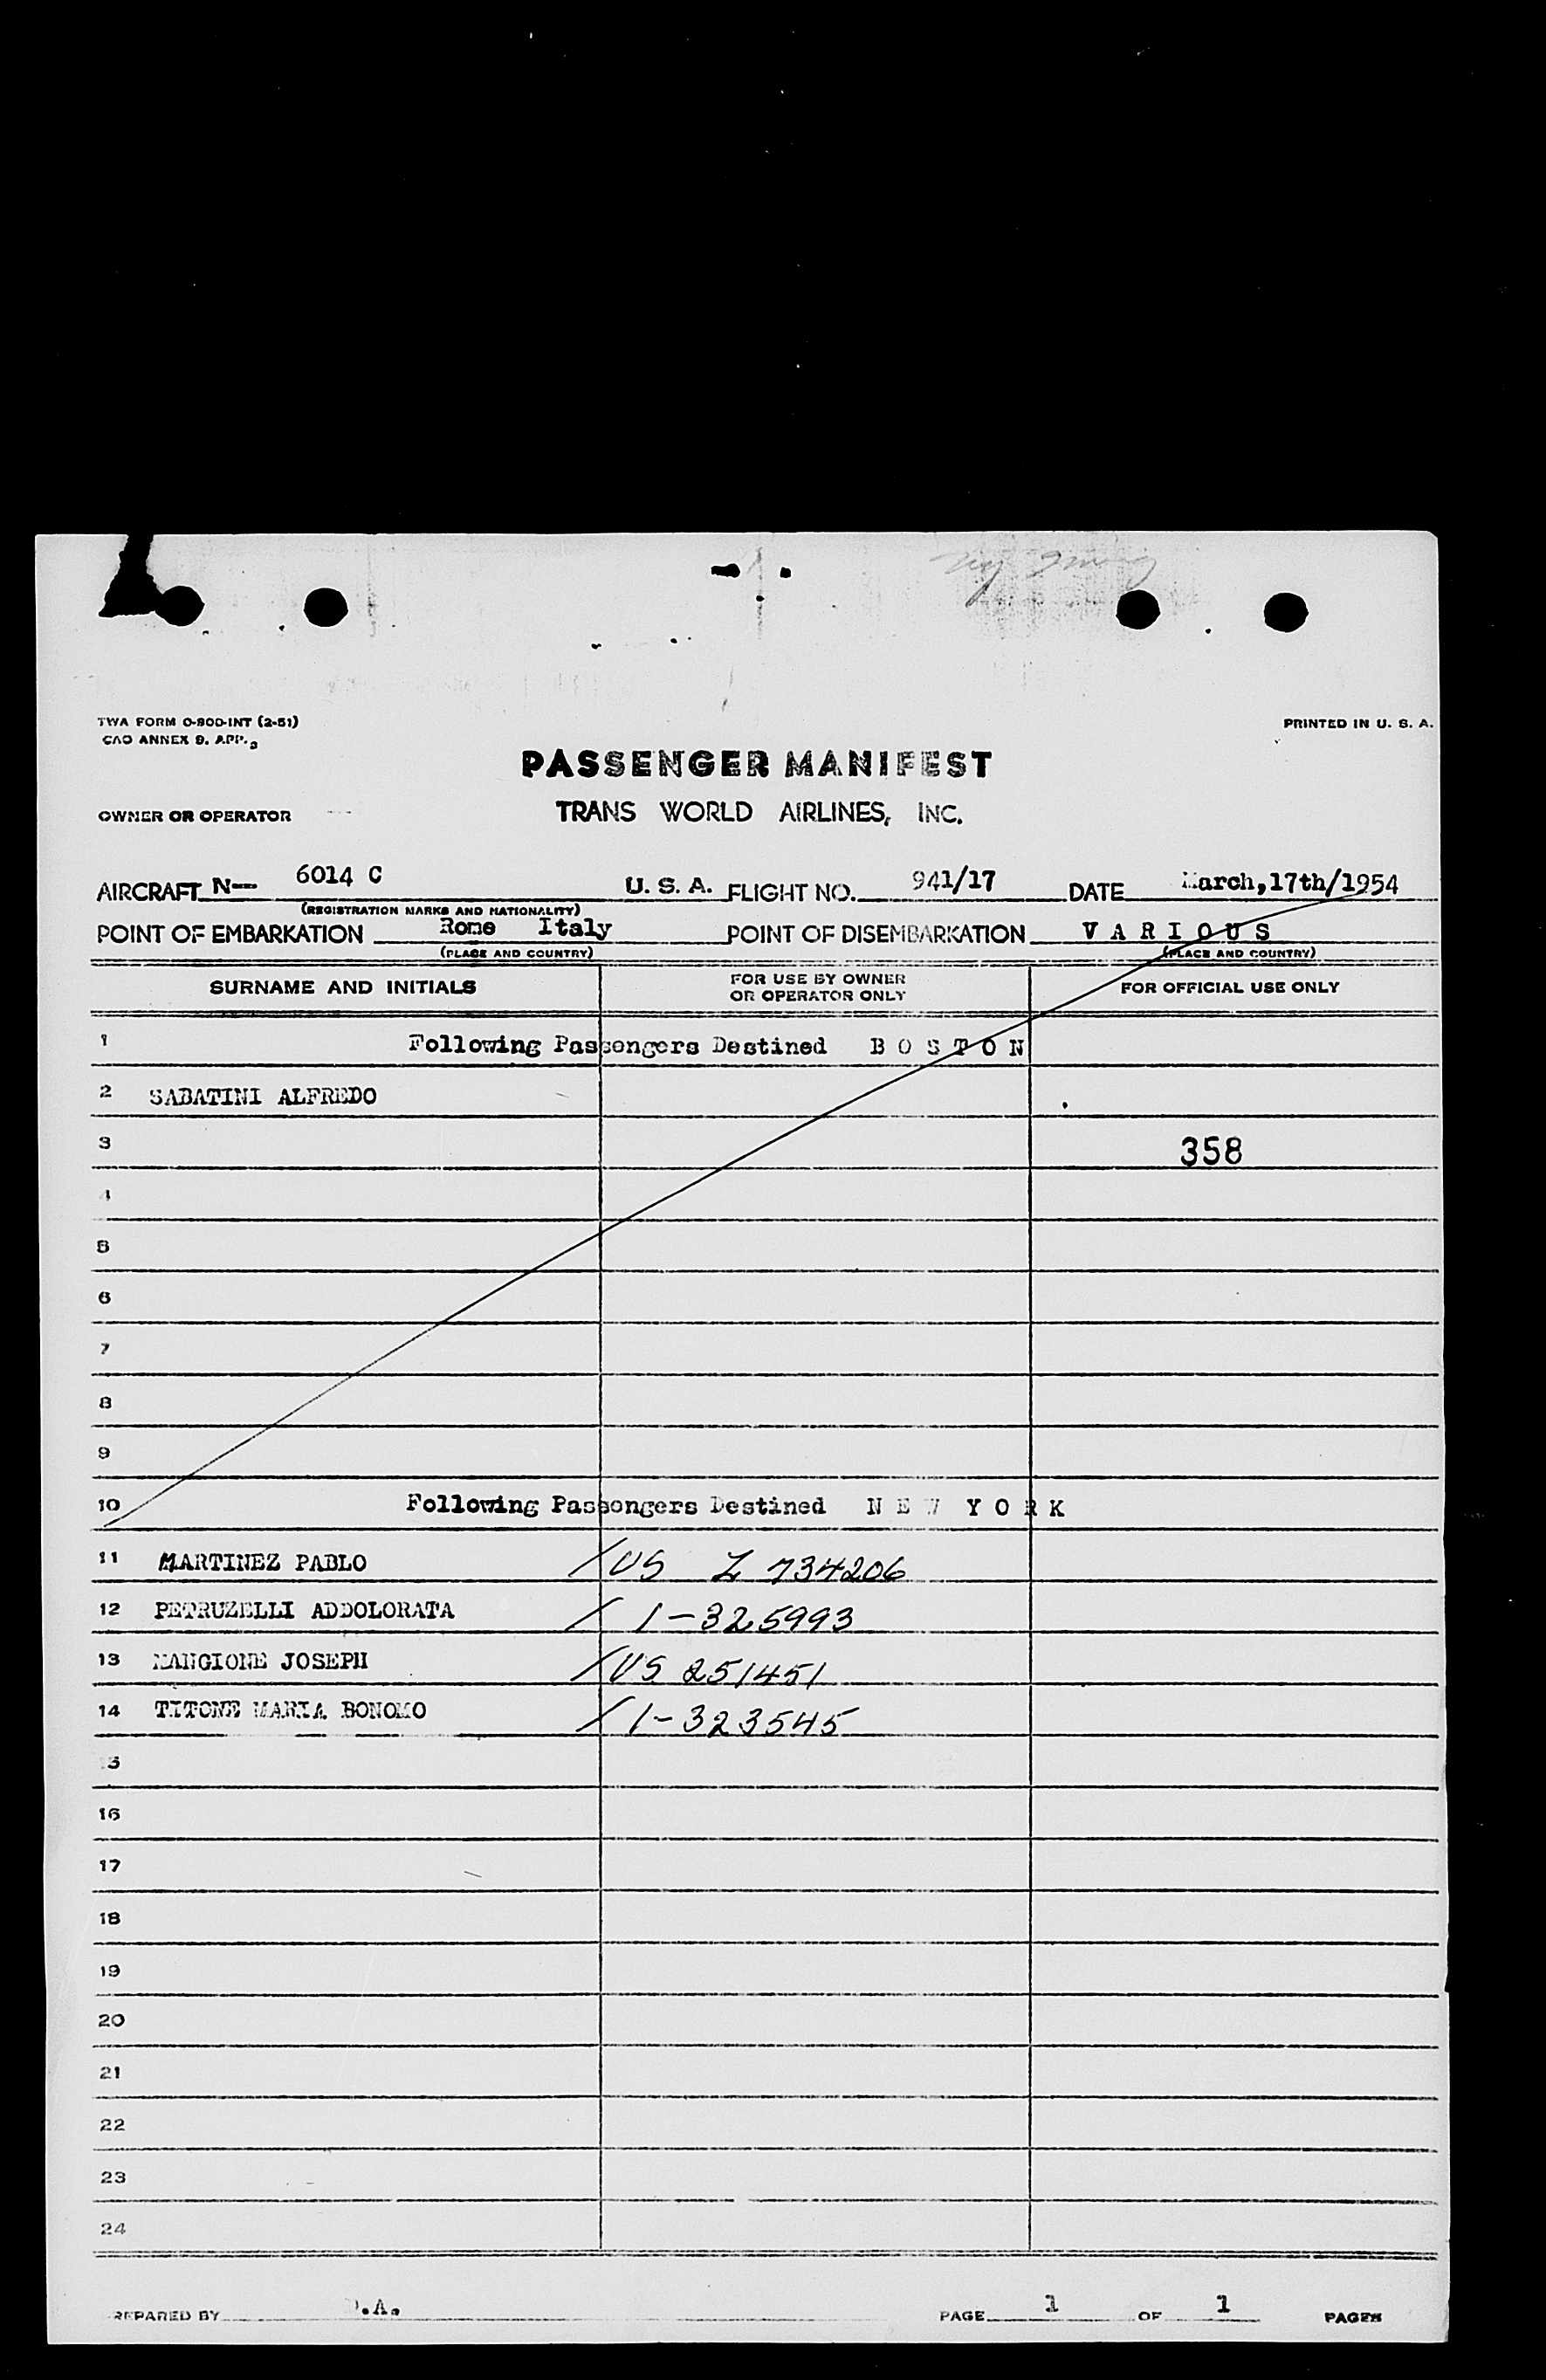 TWA FORM O-900-INT (2-51)
PRINTED IN U. S. A.
CAO ANNEX 9. APP. 3
PASSENGER MANIFEST
OWNER OR OPERATOR
TRANS WORLD AIRLINES, INC.
AIRCRAFT N-- 6014 C U. S. A. FLIGHT NO. 941/17 DATE March,17th/1954
(REGISTRATION MARKS AND NATIONALITY)
POINT OF EMBARKATION Rome Italy POINT OF DISEMBARKATION V A R I O U S
(PLACE AND COUNTRY) (PLACE AND COUNTRY)
SURNAME AND INITIALS FOR USE BY OWNER OR OPERATOR ONLY FOR OFFICIAL USE ONLY
1 Following Passengers Destined B O S T O N
2 SABATINI ALFREDO
3 358
4
5
6
7
8
9
10 Following Passengers Destined N E W Y O R K
11 MARTINEZ PABLO / US Z 734206
12 PETRUZELLI ADDOLORATA / 1-325993
13 MANGIONE JOSEPH / US 251451
14 TITONE MARIA BONOMO / 1-323545
15
16
17
18
19
20
21
22
23
24
PREPARED BY .A. PAGE 1 OF 1 PAGES